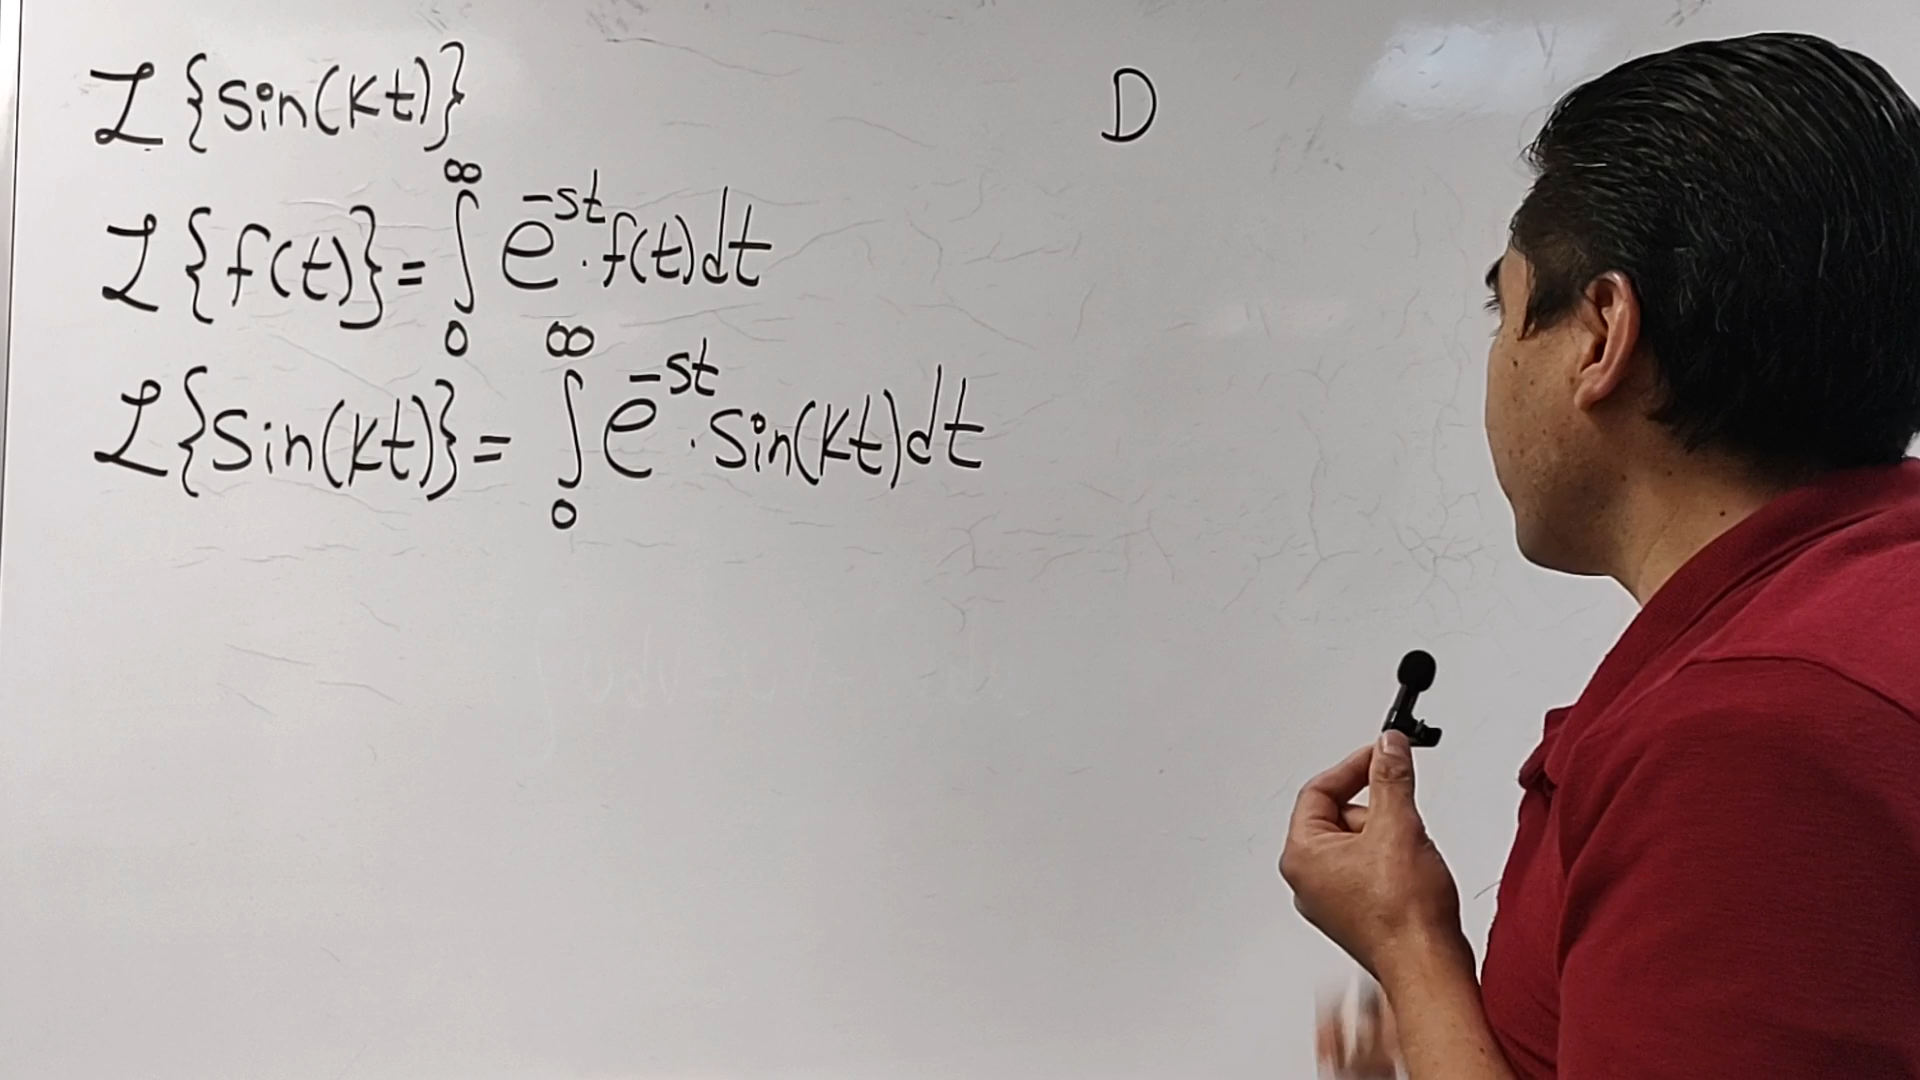 ℒ{sin(kt)}
D
ℒ{f(t)} = ∫₀^∞ e^{-st}·f(t)dt
ℒ{sin(kt)} = ∫₀^∞ e^{-st}·sin(kt)dt